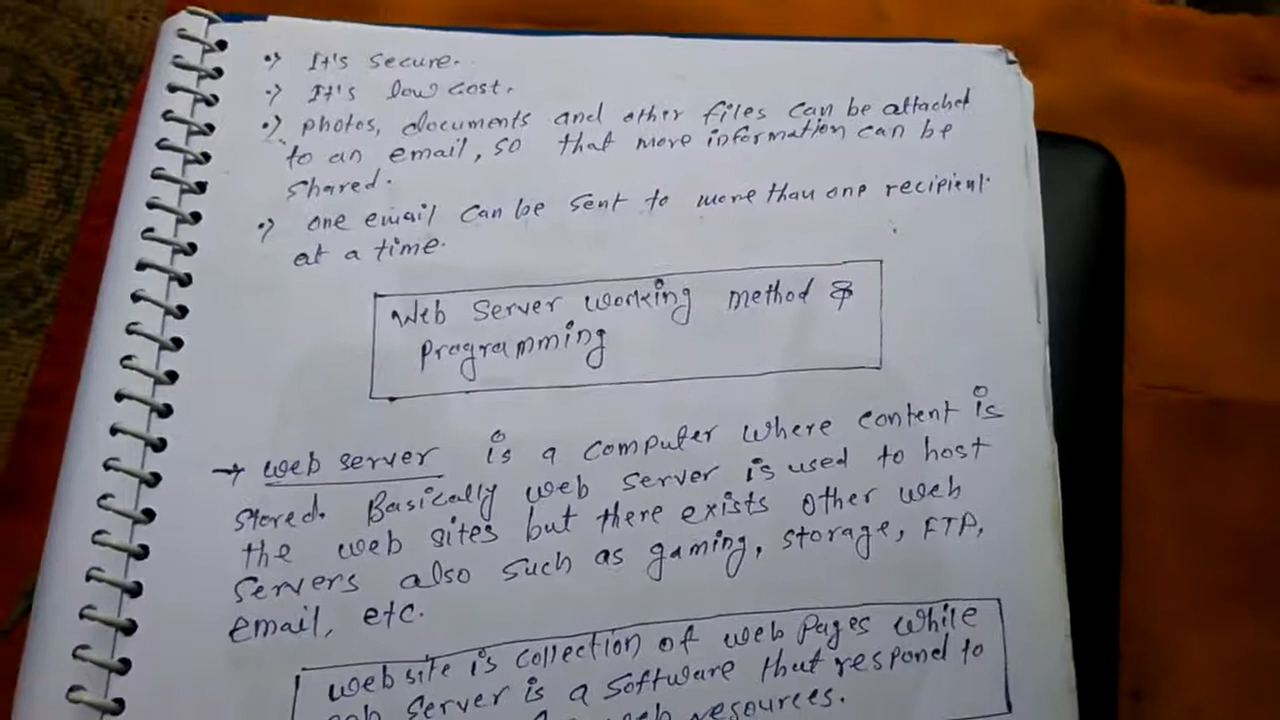 •) It's secure.
•) It's low cost.
•) photos, documents and other files can be attached
to an email, so that more information can be
shared.
•) one email can be sent to more than one recipient
at a time.
Web server working method &
programming
→ web server is a computer where content is
stored. Basically web server is used to host
the web sites but there exists other web
servers also such as gaming, storage, FTP,
email, etc.
website is collection of web pages while
server is a software that respond to
web resources.